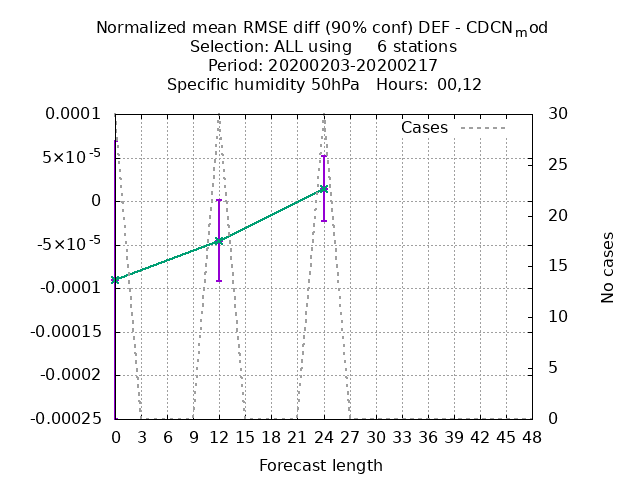 Normalized mean RMSE diff (90% conf) DEF - CDCNmod
Selection: ALL using     6 stations
Period: 20200203-20200217
Specific humidity 50hPa   Hours:  00,12
Cases
0.0001
5×10-5
0
-5×10-5
-0.0001
-0.00015
-0.0002
-0.00025
30
25
20
15
10
5
0
No cases
0 3 6 9 12 15 18 21 24 27 30 33 36 39 42 45 48
Forecast length